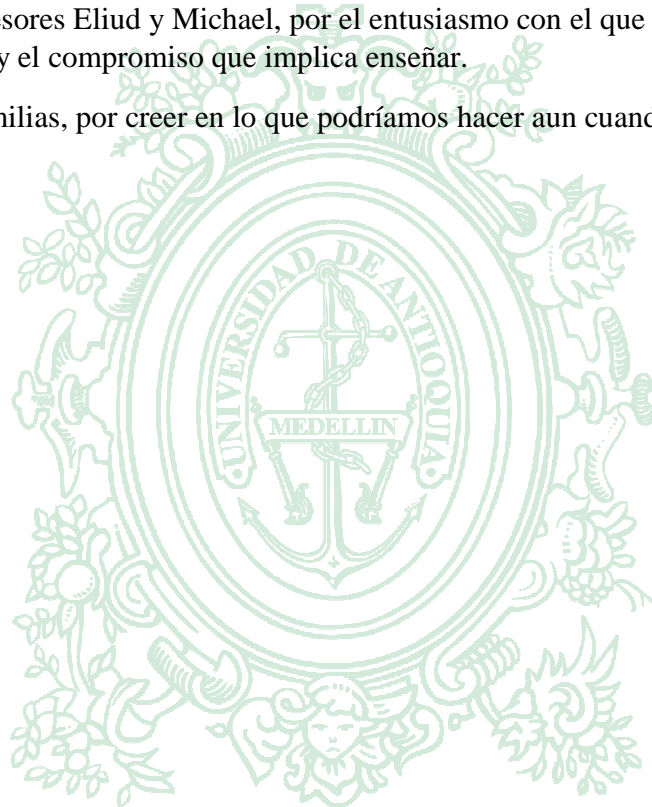 esores Eliud y Michael, por el entusiasmo con el que
y el compromiso que implica enseñar.
milias, por creer en lo que podríamos hacer aun cuand
UNIVERSIDAD DE ANTIOQUIA
MEDELLIN